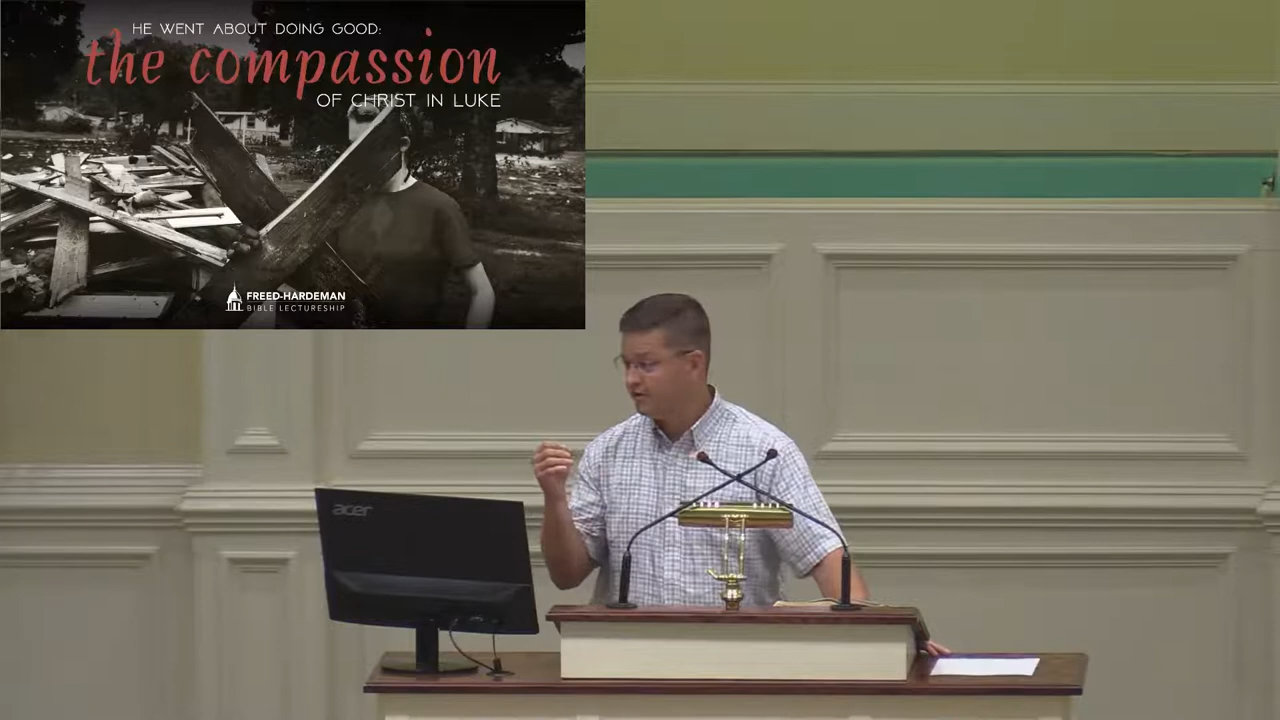 HE WENT ABOUT DOING GOOD:
the compassion
OF CHRIST IN LUKE
FREED-HARDEMAN
BIBLE LECTURESHIP
acer